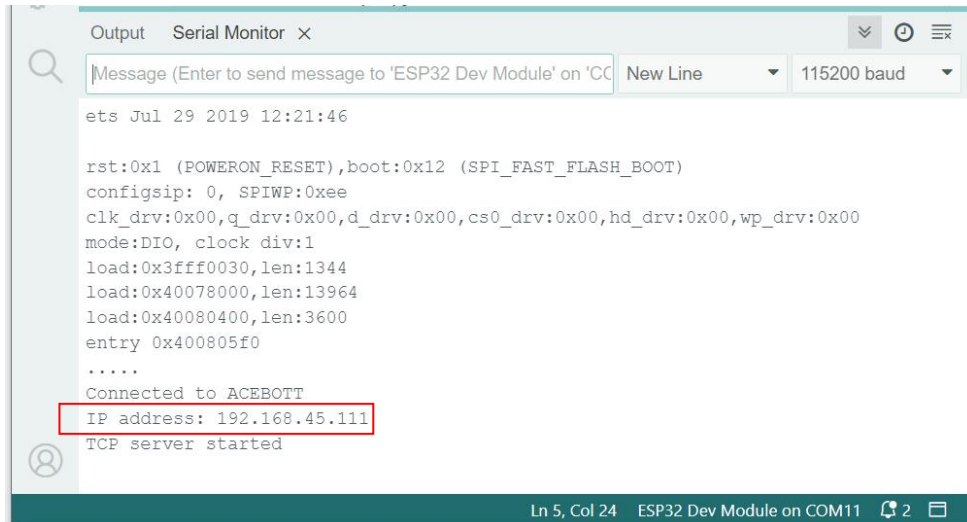 Output Serial Monitor ×
Message (Enter to send message to 'ESP32 Dev Module' on 'CO New Line 115200 baud
ets Jul 29 2019 12:21:46
rst:0x1 (POWERON_RESET),boot:0x12 (SPI_FAST_FLASH_BOOT)
configsip: 0, SPIWP:0xee
clk_drv:0x00,q_drv:0x00,d_drv:0x00,cs0_drv:0x00,hd_drv:0x00,wp_drv:0x00
mode:DIO, clock div:1
load:0x3fff0030,len:1344
load:0x40078000,len:13964
load:0x40080400,len:3600
entry 0x400805f0
.....
Connected to ACEBOTT
IP address: 192.168.45.111
TCP server started
Ln 5, Col 24 ESP32 Dev Module on COM11 2